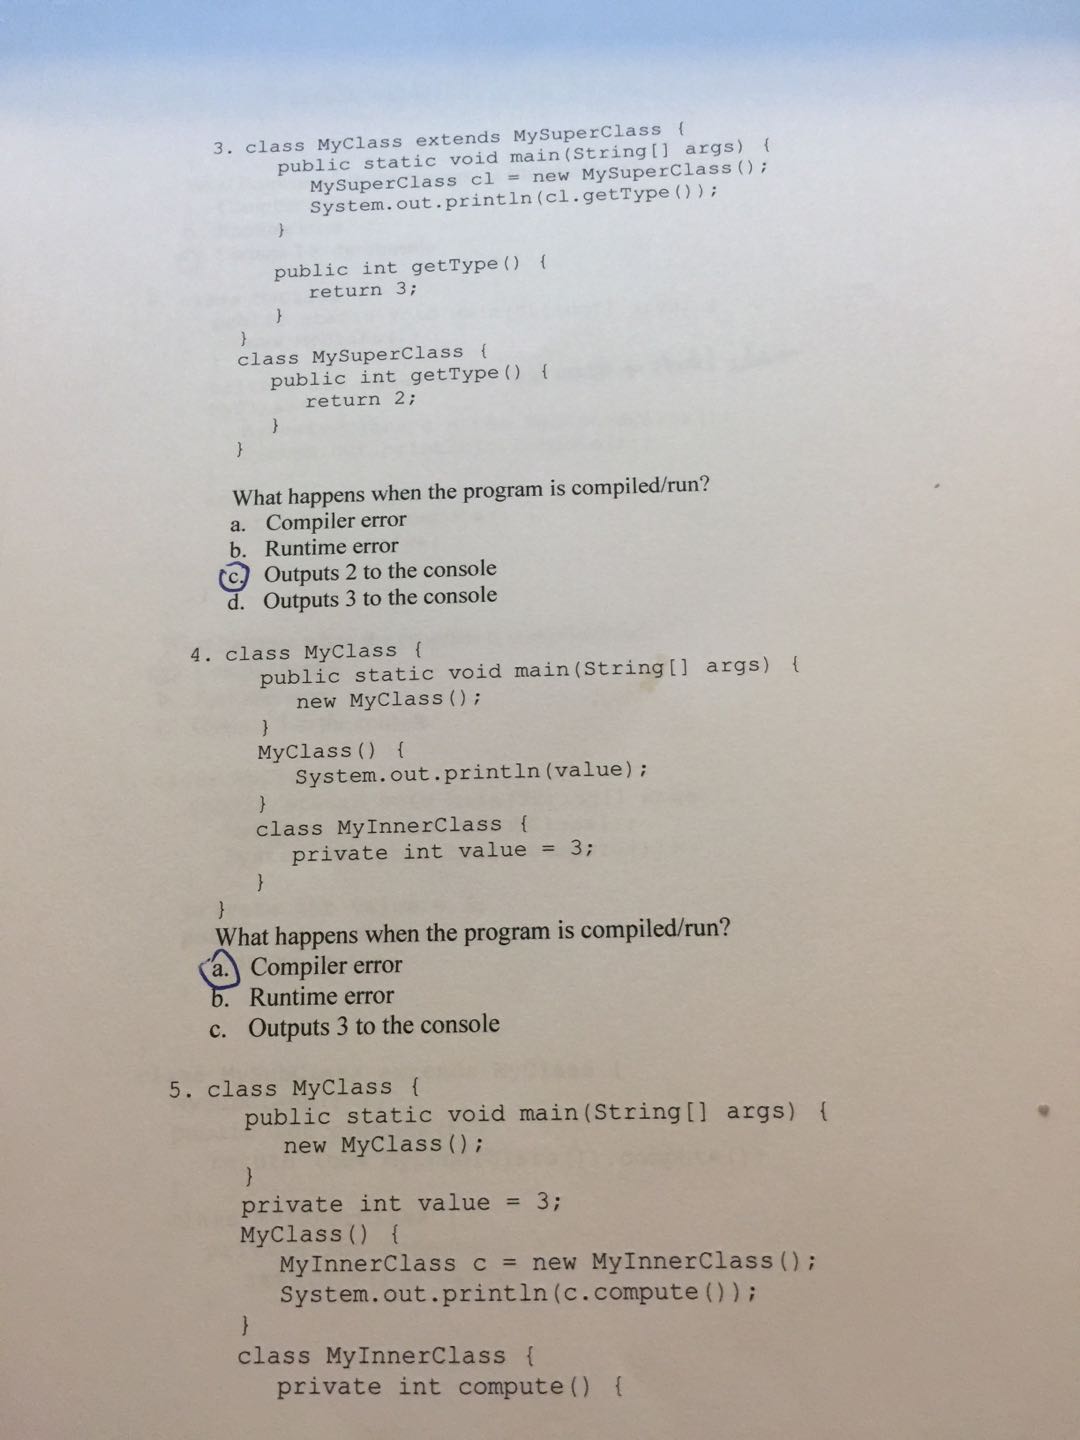 3. class MyClass extends MySuperClass {
public static void main(String[] args) {
MySuperClass cl = new MySuperClass();
System.out.println(cl.getType());
}
public int getType() {
return 3;
}
}
class MySuperClass {
public int getType() {
return 2;
}
}
What happens when the program is compiled/run?
a. Compiler error
b. Runtime error
c. Outputs 2 to the console
d. Outputs 3 to the console
4. class MyClass {
public static void main(String[] args) {
new MyClass();
}
MyClass() {
System.out.println(value);
}
class MyInnerClass {
private int value = 3;
}
}
What happens when the program is compiled/run?
a. Compiler error
b. Runtime error
c. Outputs 3 to the console
5. class MyClass {
public static void main(String[] args) {
new MyClass();
}
private int value = 3;
MyClass() {
MyInnerClass c = new MyInnerClass();
System.out.println(c.compute());
}
class MyInnerClass {
private int compute() {